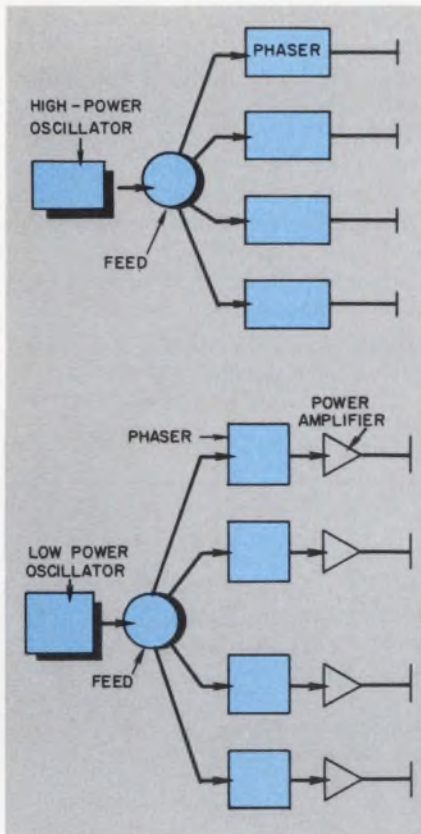 PHASER
HIGH-POWER
OSCILLATOR
FEED
POWER
AMPLIFIER
PHASER
LOW POWER
OSCILLATOR
FEED